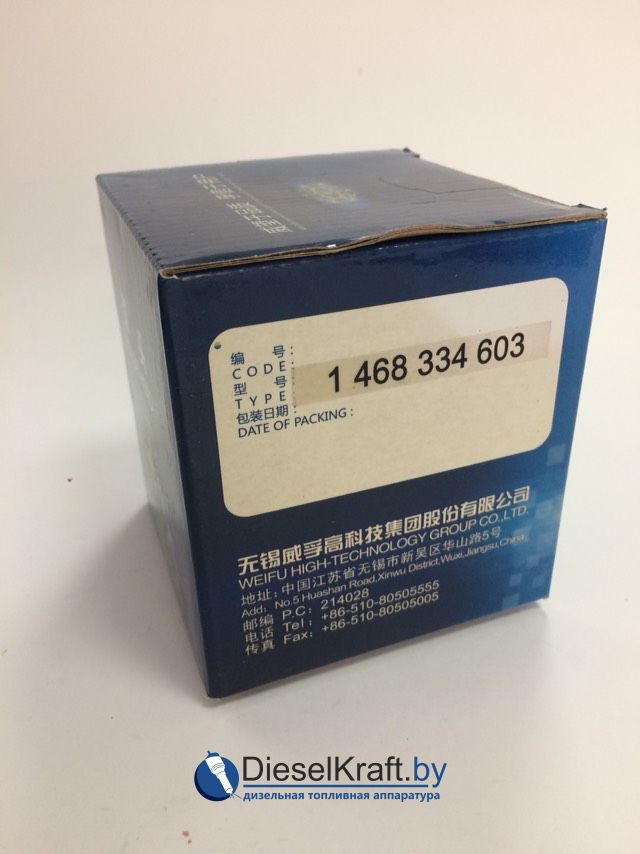 编 号:
CODE:
型 号:
TYPE:
1 468 334 603
包装日期:
DATE OF PACKING:
无锡威孚高科技集团股份有限公司
WEIFU HIGH-TECHNOLOGY GROUP CO.,LTD.
地址: 中国江苏省无锡市新吴区华山路5号
Add: No.5 Huashan Road,Xinwu District,Wuxi,Jiangsu,China
邮编 P.C: 214028
电话 Tel: +86-510-80505555
传真 Fax: +86-510-80505005
DieselKraft.by
дизельная топливная аппаратура